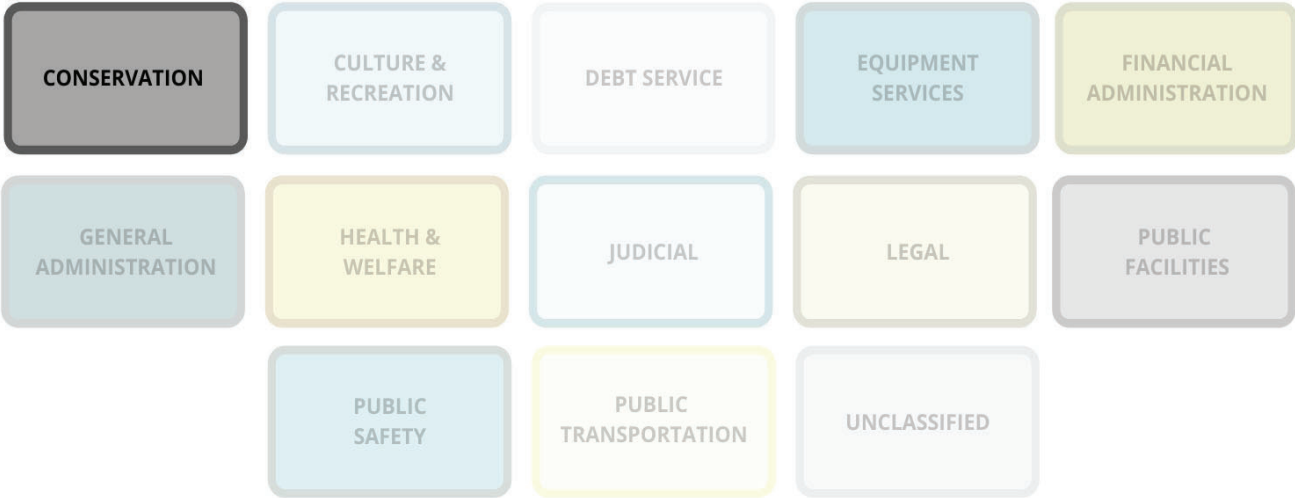 CONSERVATION
CULTURE &
RECREATION
DEBT SERVICE
EQUIPMENT
SERVICES
FINANCIAL
ADMINISTRATION
GENERAL
ADMINISTRATION
HEALTH &
WELFARE
JUDICIAL
LEGAL
PUBLIC
FACILITIES
PUBLIC
SAFETY
PUBLIC
TRANSPORTATION
UNCLASSIFIED